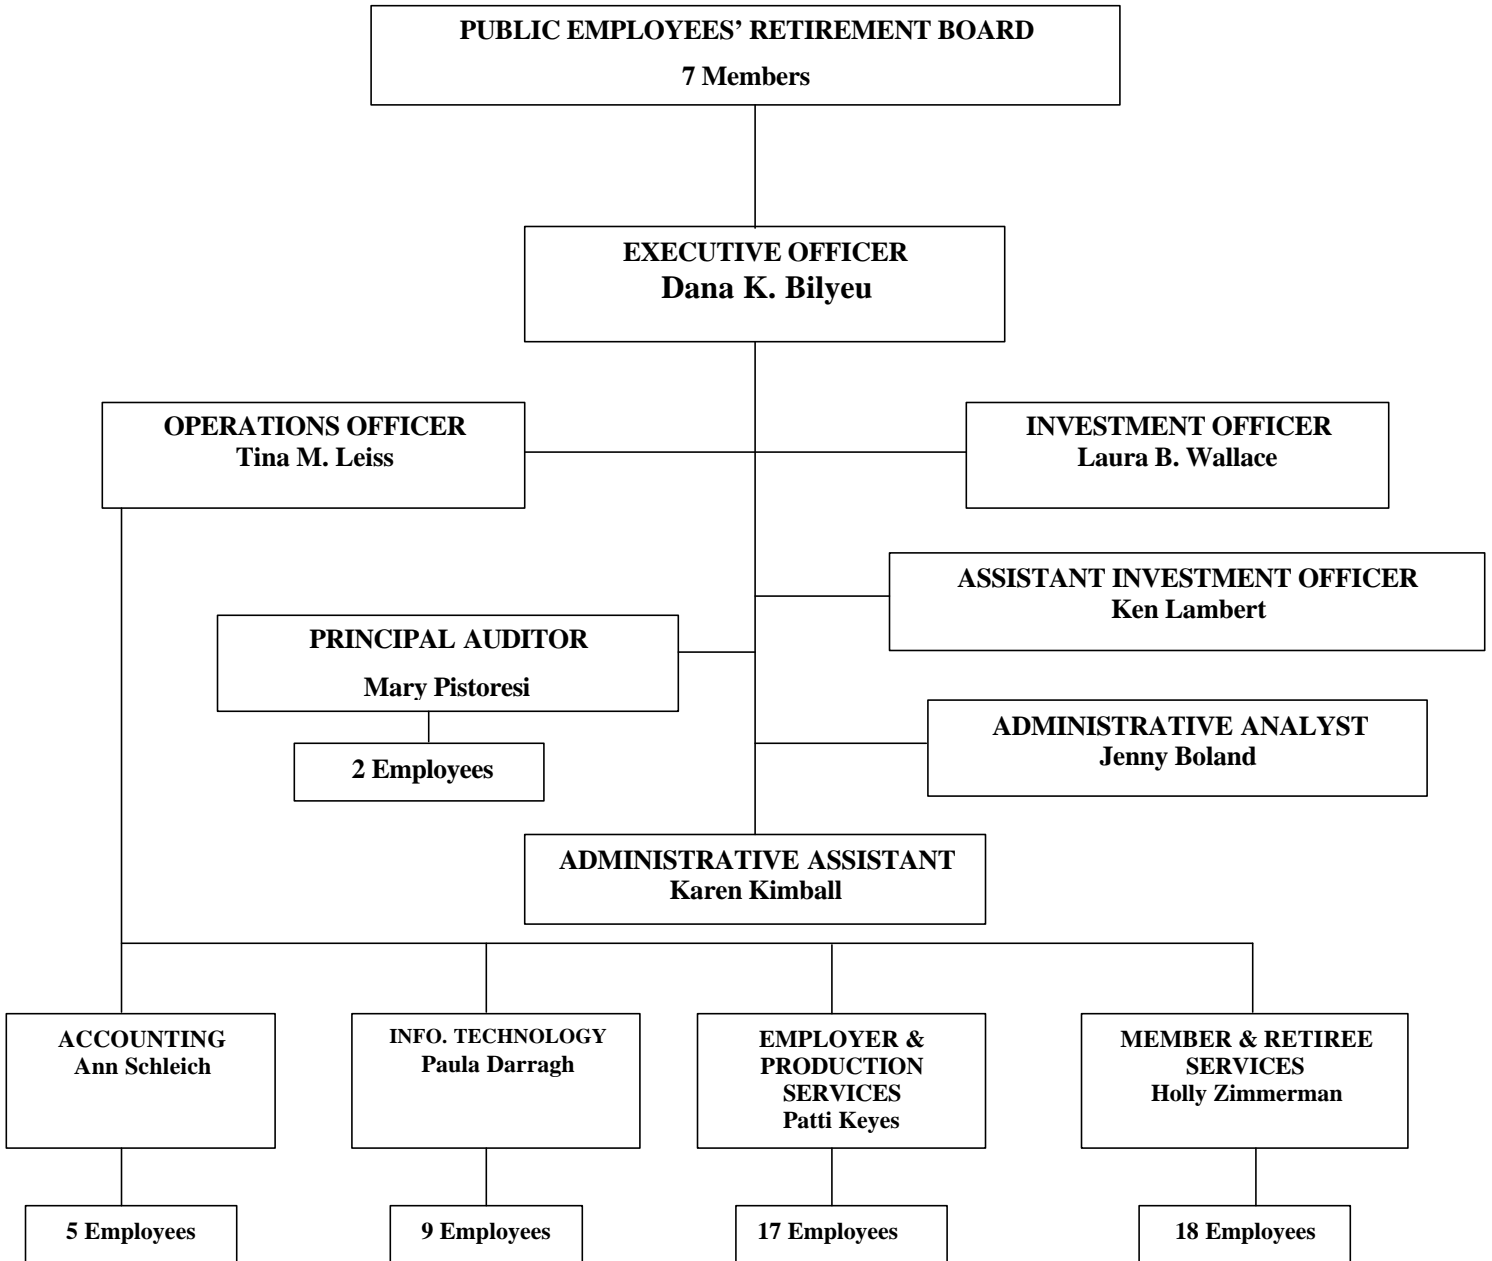 PUBLIC EMPLOYEES’ RETIREMENT BOARD
7 Members
EXECUTIVE OFFICER
Dana K. Bilyeu
OPERATIONS OFFICER
Tina M. Leiss
INVESTMENT OFFICER
Laura B. Wallace
ASSISTANT INVESTMENT OFFICER
Ken Lambert
PRINCIPAL AUDITOR
Mary Pistoresi
2 Employees
ADMINISTRATIVE ANALYST
Jenny Boland
ADMINISTRATIVE ASSISTANT
Karen Kimball
ACCOUNTING
Ann Schleich
INFO. TECHNOLOGY
Paula Darragh
EMPLOYER &
PRODUCTION
SERVICES
Patti Keyes
MEMBER & RETIREE
SERVICES
Holly Zimmerman
5 Employees
9 Employees
17 Employees
18 Employees